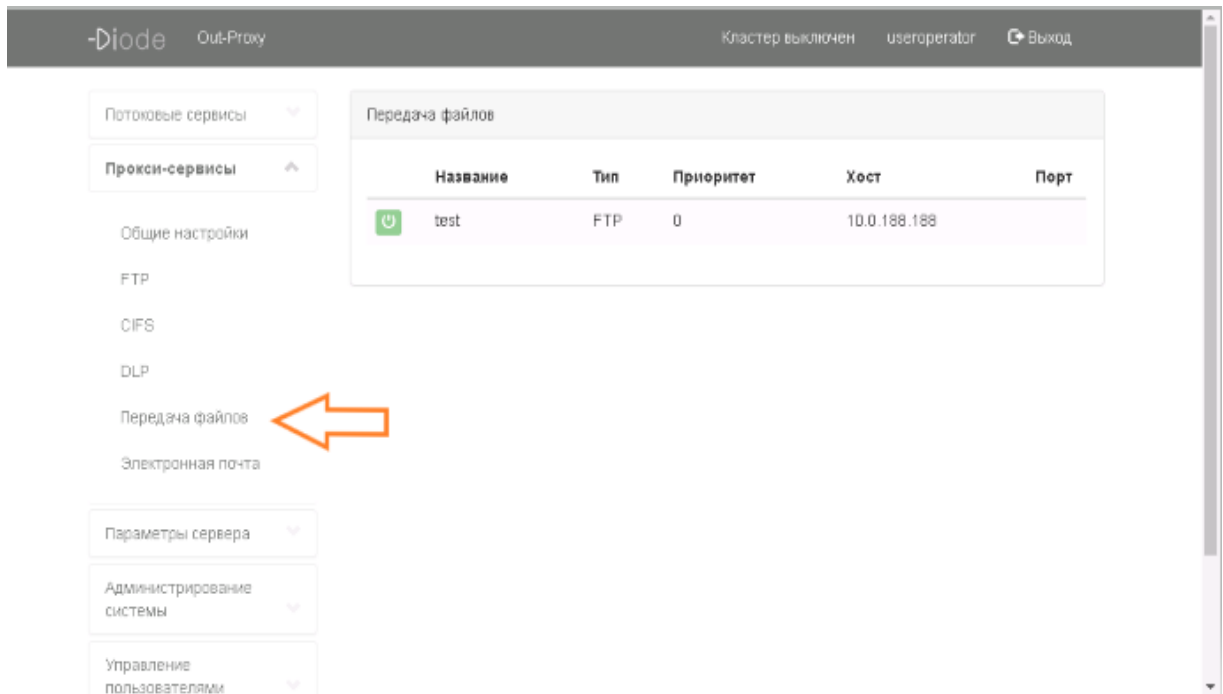 -Diode Out-Proxy Кластер выключен useroperator Выход
Потоковые сервисы
Прокси-сервисы
Общие настройки
FTP
CIFS
DLP
Передача файлов
Электронная почта
Параметры сервера
Администрирование
системы
Управление
пользователями
Передача файлов
Название Тип Приоритет Хост Порт
test FTP 0 10.0.188.188